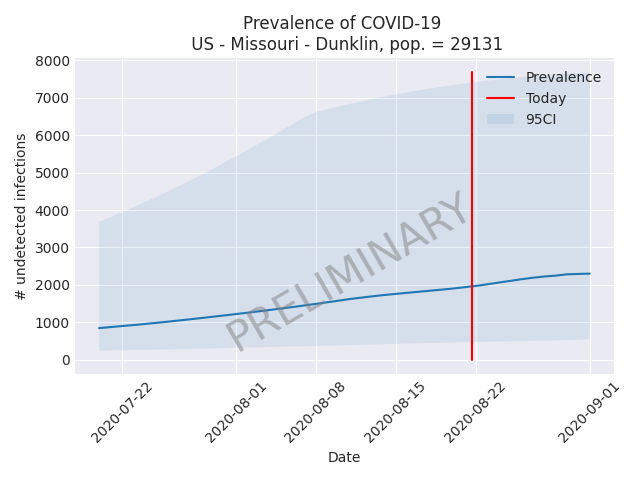 Prevalence of COVID-19
US - Missouri - Dunklin, pop. = 29131
8000
7000
6000
5000
4000
3000
2000
1000
0
# undetected infections
Prevalence
Today
95CI
PRELIMINARY
2020-07-22
2020-08-01
2020-08-08
2020-08-15
2020-08-22
2020-09-01
Date